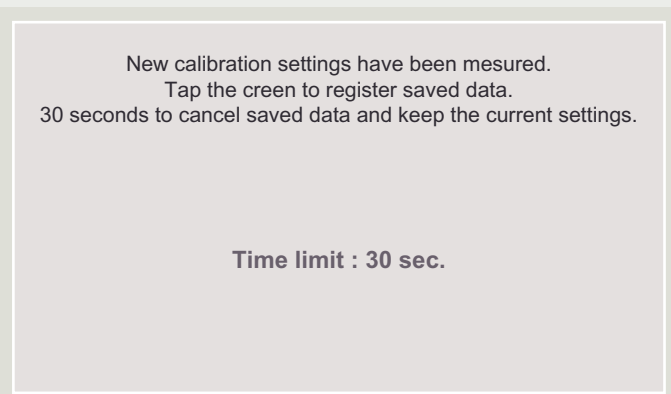 New calibration settings have been mesured.
Tap the creen to register saved data.
30 seconds to cancel saved data and keep the current settings.
Time limit : 30 sec.